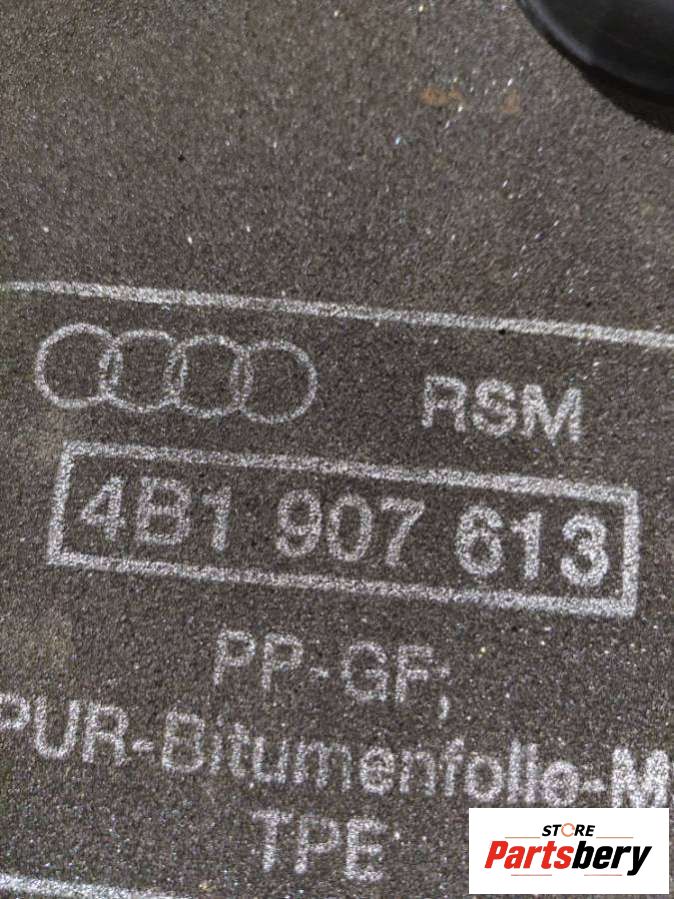 RSM
4B1 907 613
PP-GF;
PUR-Bitumenfolie-M
TPE
STORE
Partsbery